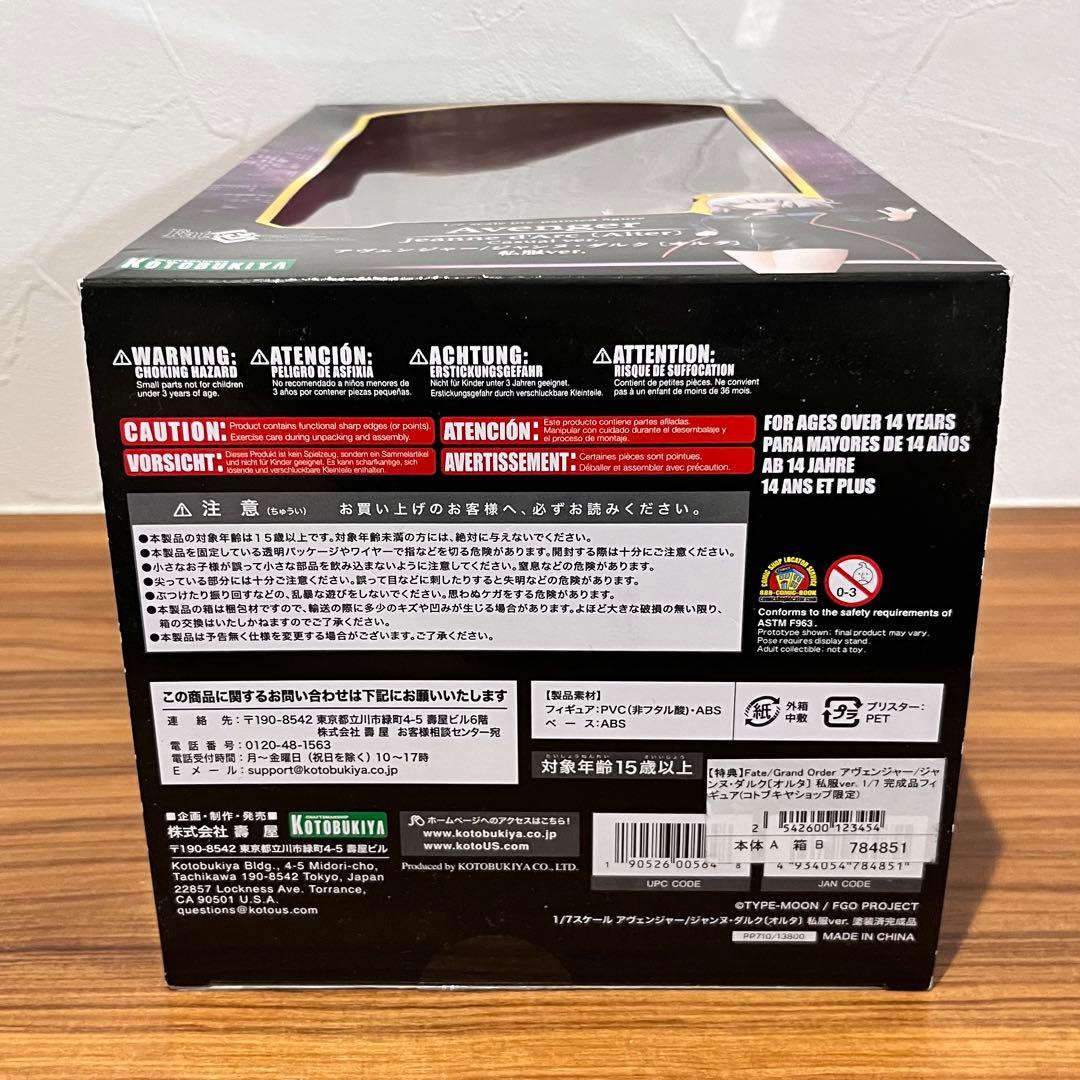 Avenger
Jeanne d'Arc (Alter)
Casual ver.
アヴェンジャー/ジャンヌ・ダルク〔オルタ〕
私服ver.
KOTOBUKIYA
⚠WARNING:
CHOKING HAZARD
Small parts not for children
under 3 years of age.
⚠ATENCIÓN:
PELIGRO DE ASFIXIA
No recomendado a niños menores de
3 años por contener piezas pequeñas.
⚠ACHTUNG:
ERSTICKUNGSGEFAHR
Nicht für Kinder unter 3 Jahren geeignet.
Erstickungsgefahr durch verschluckbare Kleinteile.
⚠ATTENTION:
RISQUE DE SUFFOCATION
Contient de petites pièces. Ne convient
pas à un enfant de moins de 36 mois.
CAUTION: Product contains functional sharp edges (or points).
Exercise care during unpacking and assembly.
ATENCIÓN: Este producto contiene partes afiladas.
Manipular con cuidado durante el desembalaje y
el proceso de montaje.
VORSICHT: Dieses Produkt ist kein Spielzeug, sondern ein Sammelartikel
und nicht für Kinder geeignet. Es kann scharfkantige, sich
lösende und verschluckbare Kleinteile enthalten.
AVERTISSEMENT: Certaines pièces sont pointues.
Déballer et assembler avec précaution.
FOR AGES OVER 14 YEARS
PARA MAYORES DE 14 AÑOS
AB 14 JAHRE
14 ANS ET PLUS
⚠ 注 意 (ちゅうい) お買い上げのお客様へ、必ずお読みください。
●本製品の対象年齢は15歳以上です。対象年齢未満の方には、絶対に与えないでください。
●本製品を固定している透明パッケージやワイヤーで指などを切る危険があります。開封する際は十分にご注意ください。
●小さなお子様が誤って小さな部品を飲み込まないように注意してください。窒息などの危険があります。
●尖っている部分には十分ご注意ください。誤って目などに刺したりすると失明などの危険があります。
●ぶつけたり振り回すなどの、乱暴な遊びをしないでください。思わぬケガをする危険があります。
●本製品の箱は梱包材ですので、輸送の際に多少のキズや凹みが生じる場合があります。よほど大きな破損の無い限り、
箱の交換はいたしかねますのでご了承ください。
●本製品は予告無く仕様を変更する場合がございます。ご了承ください。
COMIC SHOP LOCATOR SERVICE
888-COMIC-BOOK
0-3
Conforms to the safety requirements of
ASTM F963.
Prototype shown; final product may vary.
Pose requires display stand.
Adult collectible; not a toy.
この商品に関するお問い合わせは下記にお願いいたします
連 絡 先:〒190-8542 東京都立川市緑町4-5 壽屋ビル6階
株式会社 壽 屋 お客様相談センター宛
電 話 番 号:0120-48-1563
電話受付時間:月～金曜日(祝日を除く)10～17時
E メ ー ル:support@kotobukiya.co.jp
【製品素材】
フィギュア:PVC(非フタル酸)・ABS
ベ ー ス:ABS
紙 外箱
中敷
プラ ブリスター:
PET
たいしょうねんれい さいいじょう
対象年齢15歳以上
【特典】Fate/Grand Order アヴェンジャー/ジャ
ンヌ・ダルク[オルタ] 私服ver. 1/7 完成品フィ
ギュア(コトブキヤショップ限定)
2 542600 123454
本体A 箱B 784851
■企画・制作・発売■
株式会社 壽 屋
CRAFTSMANSHIP
KOTOBUKIYA
〒190-8542 東京都立川市緑町4-5 壽屋ビル
Kotobukiya Bldg., 4-5 Midori-cho,
Tachikawa 190-8542 Tokyo, Japan
22857 Lockness Ave. Torrance,
CA 90501 U.S.A.
questions@kotous.com
ホームページへのアクセスはこちら!
www.kotobukiya.co.jp
www.kotoUS.com
Produced by KOTOBUKIYA CO., LTD.
1 90526 00564 8
UPC CODE
4 934054 784851
JAN CODE
©TYPE-MOON / FGO PROJECT
1/7スケール アヴェンジャー/ジャンヌ・ダルク〔オルタ〕 私服ver. 塗装済完成品
PP710/13800 MADE IN CHINA